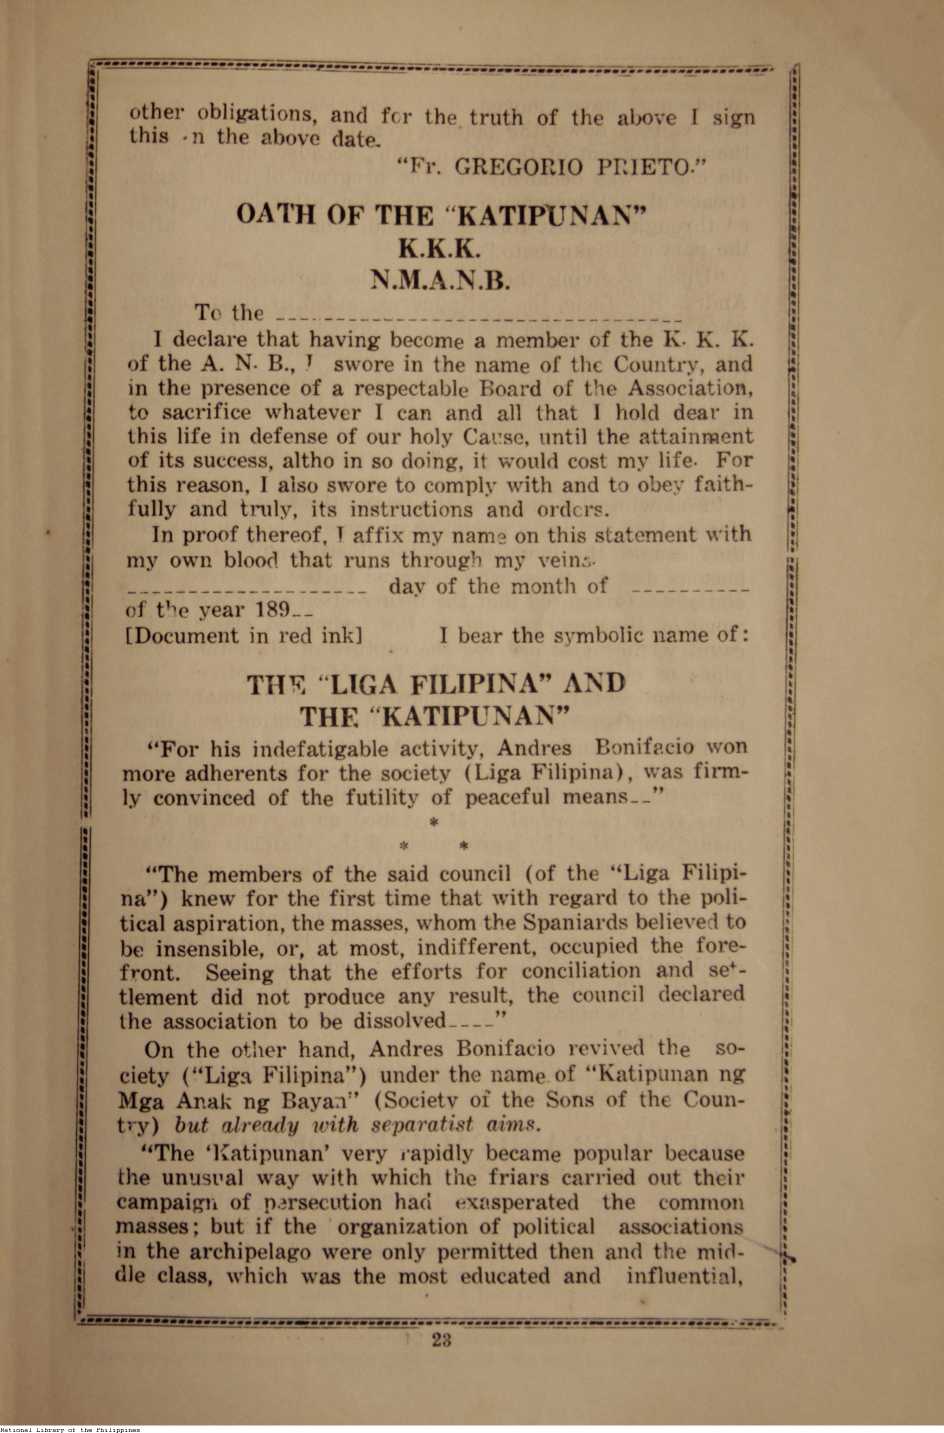 other obligations, and for the truth of the above I sign
this on the above date.
"Fr. GREGORIO PRIETO."
OATH OF THE "KATIPUNAN"
K.K.K.
N.M.A.N.B.
To the __________________________________
I declare that having become a member of the K. K. K.
of the A. N. B., I swore in the name of the Country, and
in the presence of a respectable Board of the Association,
to sacrifice whatever I can and all that I hold dear in
this life in defense of our holy Cause, until the attainment
of its success, altho in so doing, it would cost my life. For
this reason, I also swore to comply with and to obey faith-
fully and truly, its instructions and orders.
In proof thereof, I affix my name on this statement with
my own blood that runs through my veins.
____________________ day of the month of __________
of the year 189__
[Document in red ink] I bear the symbolic name of:
THE "LIGA FILIPINA" AND
THE "KATIPUNAN"
"For his indefatigable activity, Andres Bonifacio won
more adherents for the society (Liga Filipina), was firm-
ly convinced of the futility of peaceful means__"
*
* *
"The members of the said council (of the "Liga Filipi-
na") knew for the first time that with regard to the poli-
tical aspiration, the masses, whom the Spaniards believed to
be insensible, or, at most, indifferent, occupied the fore-
front. Seeing that the efforts for conciliation and set-
tlement did not produce any result, the council declared
the association to be dissolved____"
On the other hand, Andres Bonifacio revived the so-
ciety ("Liga Filipina") under the name of "Katipunan ng
Mga Anak ng Bayan" (Society of the Sons of the Coun-
try) but already with separatist aims.
"The 'Katipunan' very rapidly became popular because
the unusual way with which the friars carried out their
campaign of persecution had exasperated the common
masses; but if the organization of political associations
in the archipelago were only permitted then and the mid-
dle class, which was the most educated and influential,
23
National Library of the Philippines